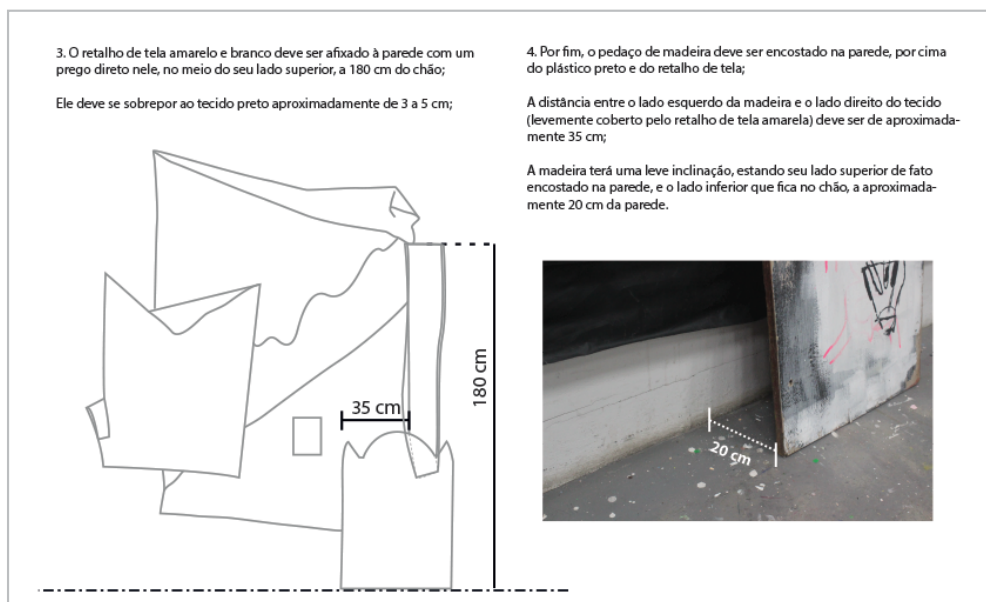 3. O retalho de tela amarelo e branco deve ser afixado à parede com um
prego direto nele, no meio do seu lado superior, a 180 cm do chão;
Ele deve se sobrepor ao tecido preto aproximadamente de 3 a 5 cm;
35 cm
180 cm
4. Por fim, o pedaço de madeira deve ser encostado na parede, por cima
do plástico preto e do retalho de tela;
A distância entre o lado esquerdo da madeira e o lado direito do tecido
(levemente coberto pelo retalho de tela amarela) deve ser de aproximada-
mente 35 cm;
A madeira terá uma leve inclinação, estando seu lado superior de fato
encostado na parede, e o lado inferior que fica no chão, a aproximada-
mente 20 cm da parede.
20 cm